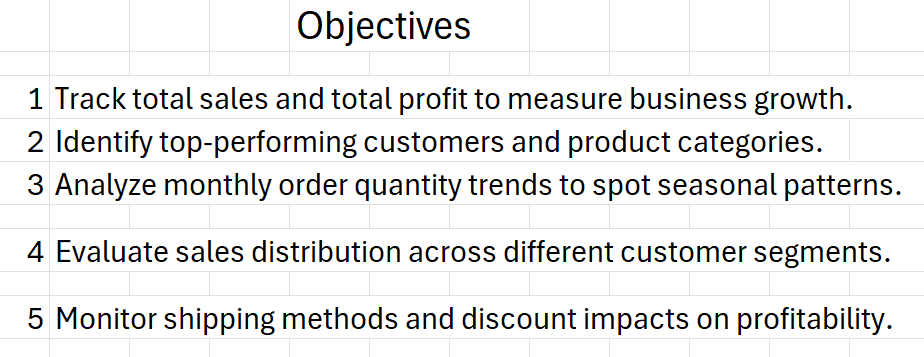 Objectives
1 Track total sales and total profit to measure business growth.
2 Identify top-performing customers and product categories.
3 Analyze monthly order quantity trends to spot seasonal patterns.
4 Evaluate sales distribution across different customer segments.
5 Monitor shipping methods and discount impacts on profitability.